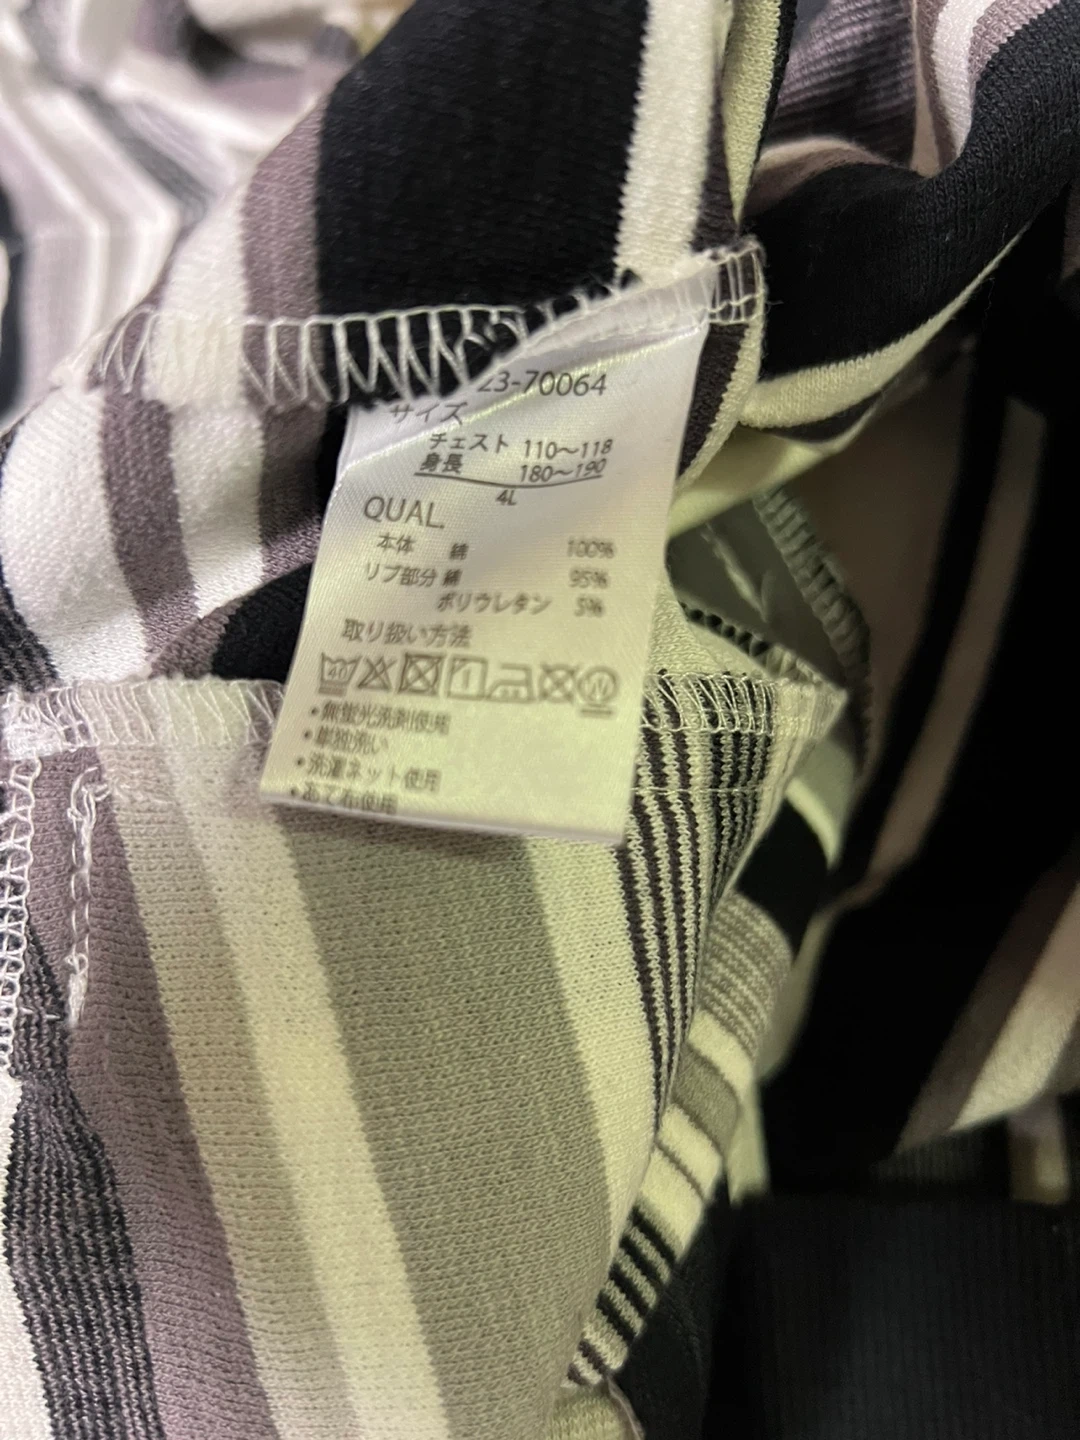 23-70064
サイズ
チェスト 110～118
身長 180～190
4L
QUAL.
本体 綿 100%
リブ部分 綿 95%
ポリウレタン 5%
取り扱い方法
40
W
・無蛍光洗剤使用
・単独洗い
・洗濯ネット使用
・あて布使用